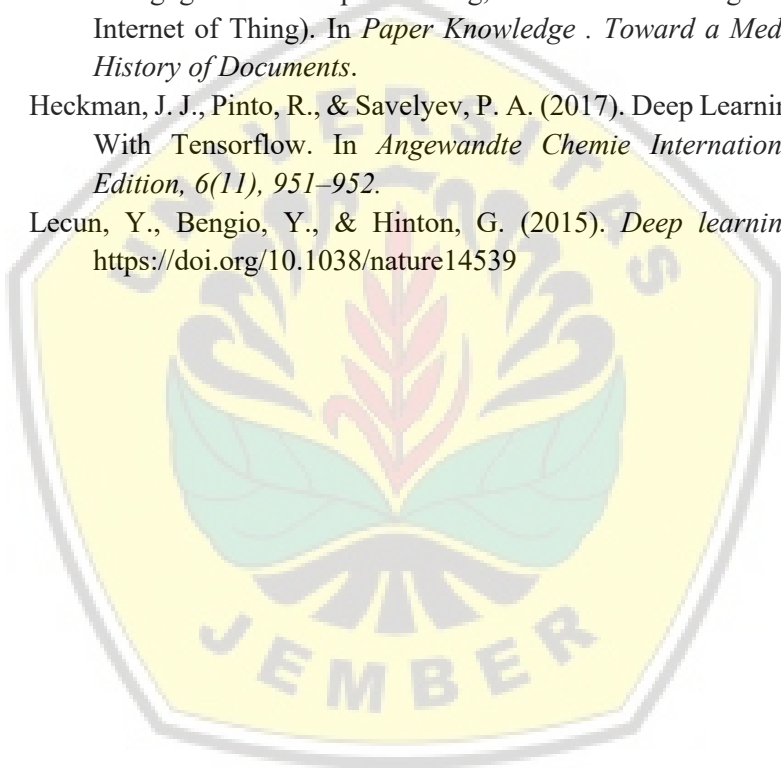 Internet of Thing). In Paper Knowledge . Toward a Med
History of Documents.
Heckman, J. J., Pinto, R., & Savelyev, P. A. (2017). Deep Learnin
With Tensorflow. In Angewandte Chemie Internation
Edition, 6(11), 951–952.
Lecun, Y., Bengio, Y., & Hinton, G. (2015). Deep learnin
https://doi.org/10.1038/nature14539
UNIVERSITAS
JEMBER